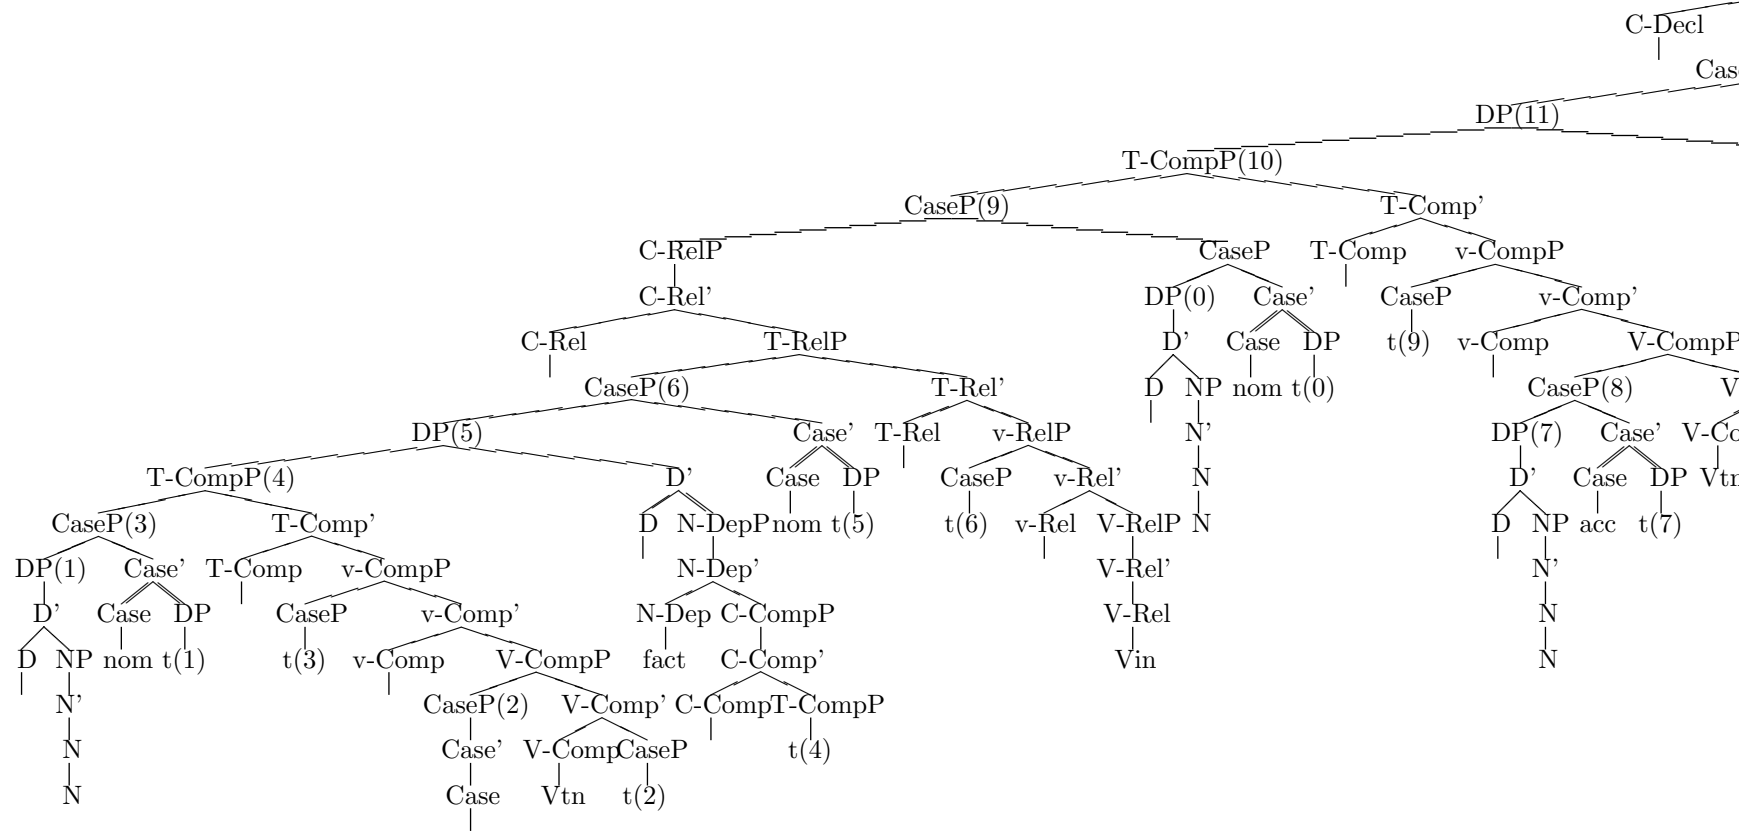 C-Decl
Cas
DP(11)
T-CompP(10)
CaseP(9) T-Comp’
C-RelP CaseP T-Comp v-CompP
C-Rel’ DP(0) Case’ CaseP v-Comp’
C-Rel T-RelP D’ Case DP t(9) v-Comp V-CompP
CaseP(6) T-Rel’ D NP nom t(0) CaseP(8) V
DP(5) Case’ T-Rel v-RelP N’ DP(7) Case’ V-Co
T-CompP(4) D’ Case DP CaseP v-Rel’ N D’ Case DP Vtn
CaseP(3) T-Comp’ D N-DepP nom t(5) t(6) v-Rel V-RelP N D NP acc t(7)
DP(1) Case’ T-Comp v-CompP N-Dep’ V-Rel’ N’
D’ Case DP CaseP v-Comp’ N-Dep C-CompP V-Rel N
D NP nom t(1) t(3) v-Comp V-CompP fact C-Comp’ Vin N
N’ CaseP(2) V-Comp’ C-Comp T-CompP
N Case’ V-Comp CaseP t(4)
N Case Vtn t(2)